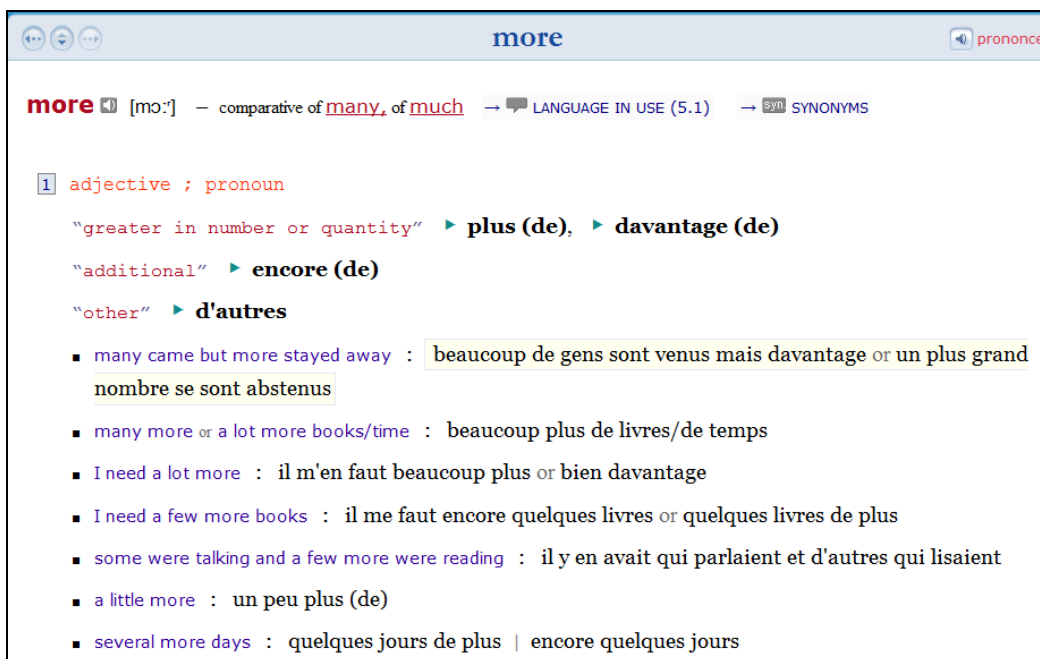 more prononce
more [mɔːʳ] – comparative of many, of much → LANGUAGE IN USE (5.1) → syn. SYNONYMS
1 adjective ; pronoun
“greater in number or quantity” ► plus (de), ► davantage (de)
“additional” ► encore (de)
“other” ► d'autres
▪ many came but more stayed away : beaucoup de gens sont venus mais davantage or un plus grand
nombre se sont abstenus
▪ many more or a lot more books/time : beaucoup plus de livres/de temps
▪ I need a lot more : il m'en faut beaucoup plus or bien davantage
▪ I need a few more books : il me faut encore quelques livres or quelques livres de plus
▪ some were talking and a few more were reading : il y en avait qui parlaient et d'autres qui lisaient
▪ a little more : un peu plus (de)
▪ several more days : quelques jours de plus | encore quelques jours